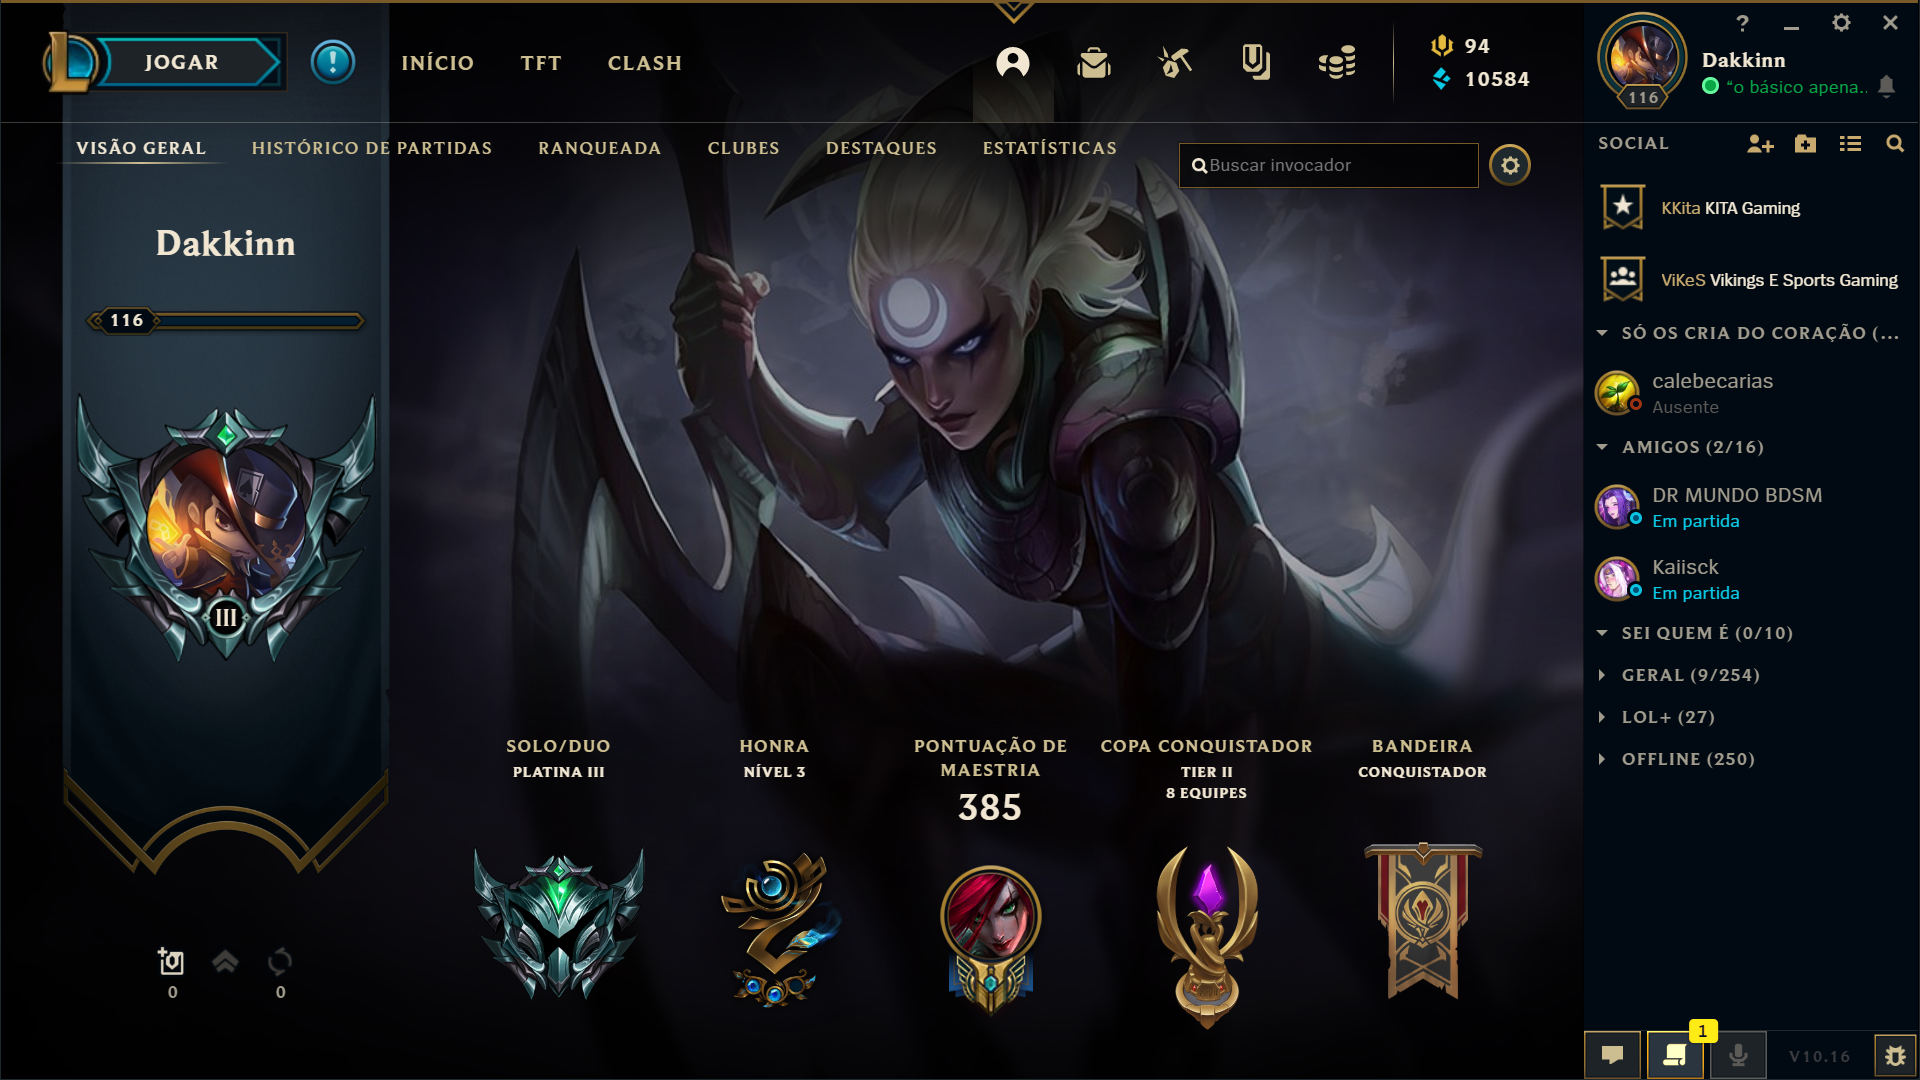 JOGAR
INÍCIO
TFT
CLASH
94
10584
?
Dakkinn
"o básico apena..
116
VISÃO GERAL
HISTÓRICO DE PARTIDAS
RANQUEADA
CLUBES
DESTAQUES
ESTATÍSTICAS
Buscar invocador
SOCIAL
Dakkinn
116
III
KKita KITA Gaming
ViKeS Vikings E Sports Gaming
SÓ OS CRIA DO CORAÇÃO (...
calebecarias
Ausente
AMIGOS (2/16)
DR MUNDO BDSM
Em partida
Kaiisck
Em partida
SEI QUEM É (0/10)
GERAL (9/254)
LOL+ (27)
OFFLINE (250)
SOLO/DUO
PLATINA III
HONRA
NÍVEL 3
PONTUAÇÃO DE
MAESTRIA
385
COPA CONQUISTADOR
TIER II
8 EQUIPES
BANDEIRA
CONQUISTADOR
0
0
1
V10.16